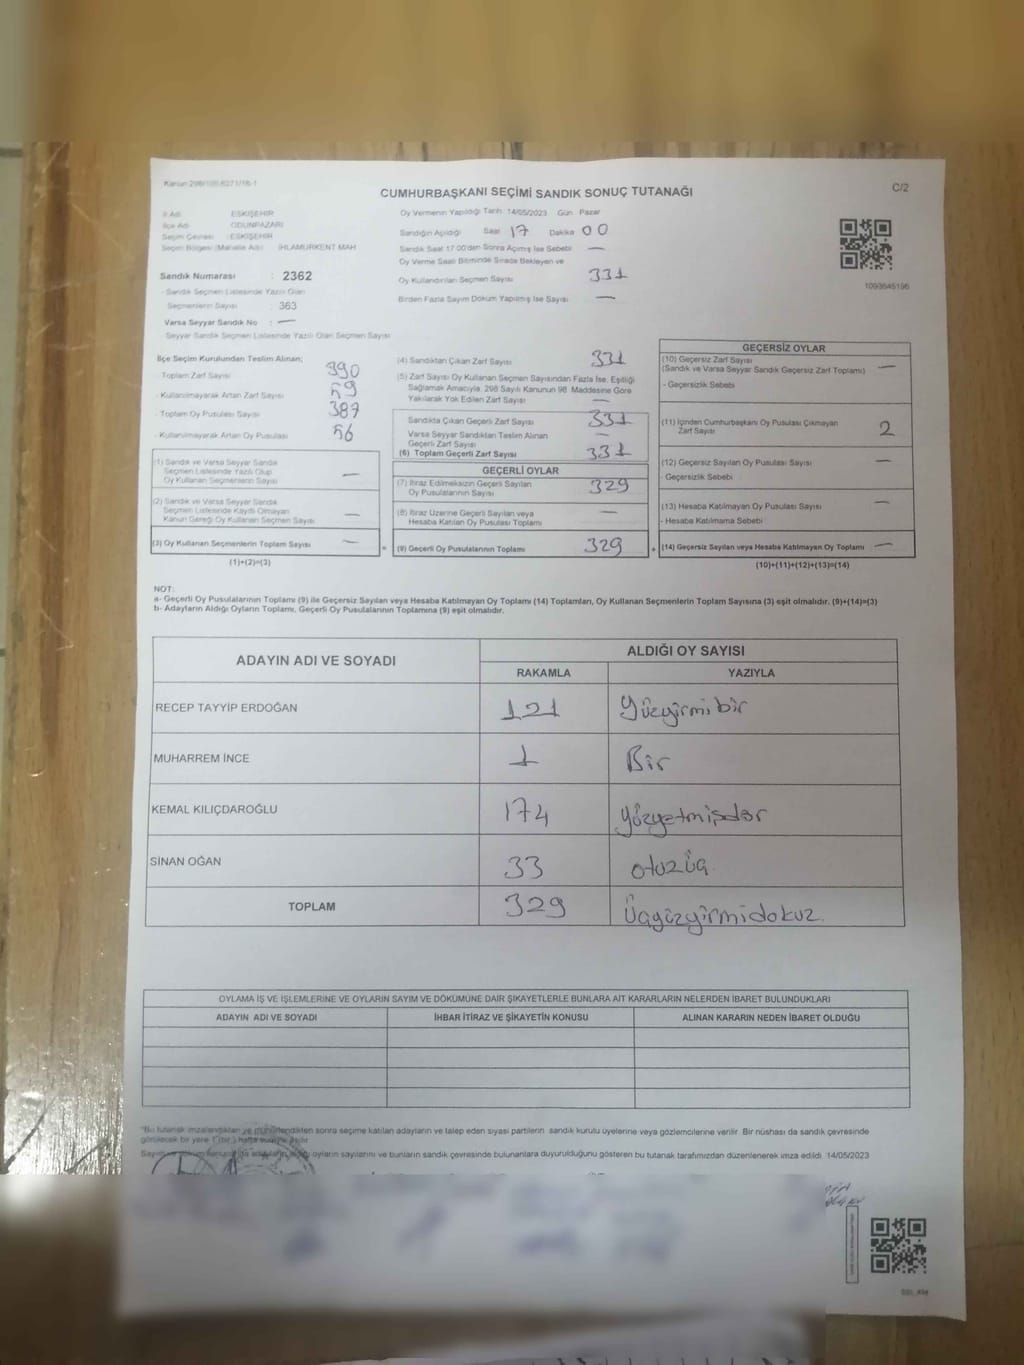 Kanun 298/
CUMHURBAŞKANI SEÇİMİ SANDIK SONUÇ TUTANAĞI
C/2
İl Adı ESKİŞEHİR
İlçe Adı ODUNPAZARI
Seçim Çevresi : ESKİŞEHİR
Seçim Bölgesi (Mahalle Adı) : IHLAMURKENT MAH
Sandık Numarası : 2362
- Sandık Seçmen Listesinde Yazılı Olan
Seçmenlerin Sayısı : 363
Varsa Seyyar Sandık No : —
- Seyyar Sandık Seçmen Listesinde Yazılı Olan Seçmen Sayısı
Oy Vermenin Yapıldığı Tarih 14/05/2023 Gün Pazar
Sandığın Açıldığı Saat 17 Dakika 00
Sandık Saat 17:00'den Sonra Açılmış İse Sebebi —
Oy Verme Saati Bitiminde Sırada Bekleyen ve
Oy Kullandırılan Seçmen Sayısı 331
Birden Fazla Sayım Döküm Yapılmış İse Sayısı —
1093645196
İlçe Seçim Kurulundan Teslim Alınan;
- Toplam Zarf Sayısı 390
- Kullanılmayarak Artan Zarf Sayısı 59
- Toplam Oy Pusulası Sayısı 387
- Kullanılmayarak Artan Oy Pusulası 56
(1) Sandık ve Varsa Seyyar Sandık
Seçmen Listesinde Yazılı Olup
Oy Kullanan Seçmenlerin Sayısı —
(2) Sandık ve Varsa Seyyar Sandık
Seçmen Listesinde Kaydı Olmayan
Kanun Gereği Oy Kullanan Seçmen Sayısı —
(3) Oy Kullanan Seçmenlerin Toplam Sayısı —
(1)+(2)=(3)
(4) Sandıktan Çıkan Zarf Sayısı 331
(5) Zarf Sayısı Oy Kullanan Seçmen Sayısından Fazla İse, Eşitliği
Sağlamak Amacıyla, 298 Sayılı Kanunun 98. Maddesine Göre
Yakılarak Yok Edilen Zarf Sayısı —
Sandıkta Çıkan Geçerli Zarf Sayısı 331
Varsa Seyyar Sandıktan Teslim Alınan
Geçerli Zarf Sayısı —
(6) Toplam Geçerli Zarf Sayısı 331
GEÇERLİ OYLAR
(7) İtiraz Edilmeksizin Geçerli Sayılan
Oy Pusulalarının Sayısı 329
(8) İtiraz Üzerine Geçerli Sayılan veya
Hesaba Katılan Oy Pusulası Toplamı —
= (9) Geçerli Oy Pusulalarının Toplamı 329
GEÇERSİZ OYLAR
(10) Geçersiz Zarf Sayısı
(Sandık ve Varsa Seyyar Sandık Geçersiz Zarf Toplamı) —
- Geçersizlik Sebebi
(11) İçinden Cumhurbaşkanı Oy Pusulası Çıkmayan
Zarf Sayısı 2
(12) Geçersiz Sayılan Oy Pusulası Sayısı —
- Geçersizlik Sebebi
(13) Hesaba Katılmayan Oy Pusulası Sayısı —
- Hesaba Katılmama Sebebi
+ (14) Geçersiz Sayılan veya Hesaba Katılmayan Oy Toplamı —
(10)+(11)+(12)+(13)=(14)
NOT:
a- Geçerli Oy Pusulalarının Toplamı (9) ile Geçersiz Sayılan veya Hesaba Katılmayan Oy Toplamı (14) Toplamları, Oy Kullanan Seçmenlerin Toplam Sayısına (3) eşit olmalıdır. (9)+(14)=(3)
b- Adayların Aldığı Oyların Toplamı, Geçerli Oy Pusulalarının Toplamına (9) eşit olmalıdır.
ADAYIN ADI VE SOYADI ALDIĞI OY SAYISI
RAKAMLA YAZIYLA
RECEP TAYYİP ERDOĞAN 121 Yüzyirmibir
MUHARREM İNCE 1 Bir
KEMAL KILIÇDAROĞLU 174 yüzyetmişdör
SİNAN OĞAN 33 otuzüç
TOPLAM 329 üçyüzyirmidokuz.
OYLAMA İŞ VE İŞLEMLERİNE VE OYLARIN SAYIM VE DÖKÜMÜNE DAİR ŞİKAYETLERLE BUNLARA AİT KARARLARIN NELERDEN İBARET BULUNDUKLARI
ADAYIN ADI VE SOYADI İHBAR İTİRAZ VE ŞİKAYETİN KONUSU ALINAN KARARIN NEDEN İBARET OLDUĞU
"Bu tutanak imzalandıktan ve mühürlendikten sonra seçime katılan adayların ve talep eden siyasi partilerin sandık kurulu üyelerine veya gözlemcilerine verilir. Bir nüshası da sandık çevresinde
görülecek bir yere 1 (bir) hafta süreyle asılır
oyların sayılarını ve bunların sandık çevresinde bulunanlara duyurulduğunu gösteren bu tutanak tarafımızdan düzenlenerek imza edildi. 14/05/2023